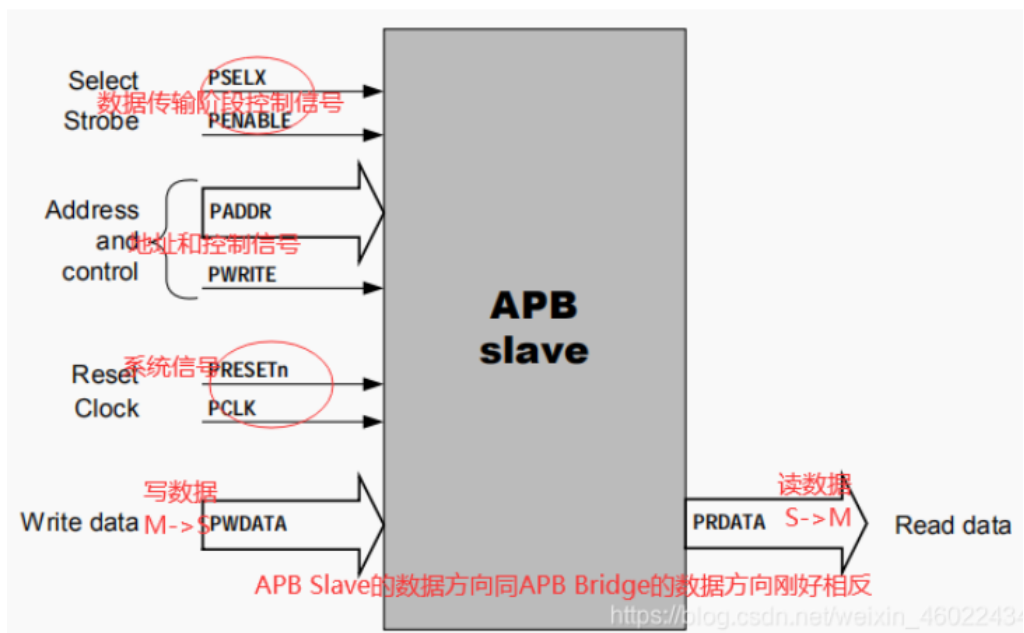 Select
PSELX
数据传输阶段控制信号
Strobe
PENABLE
Address
and
control
PADDR
地址和控制信号
PWRITE
APB
slave
系统信号
Reset
PRESETn
Clock
PCLK
写数据
M->S
Write data
PWDATA
读数据
S->M
PRDATA
Read data
APB Slave的数据方向同APB Bridge的数据方向刚好相反
https://blog.csdn.net/weixin_46022434